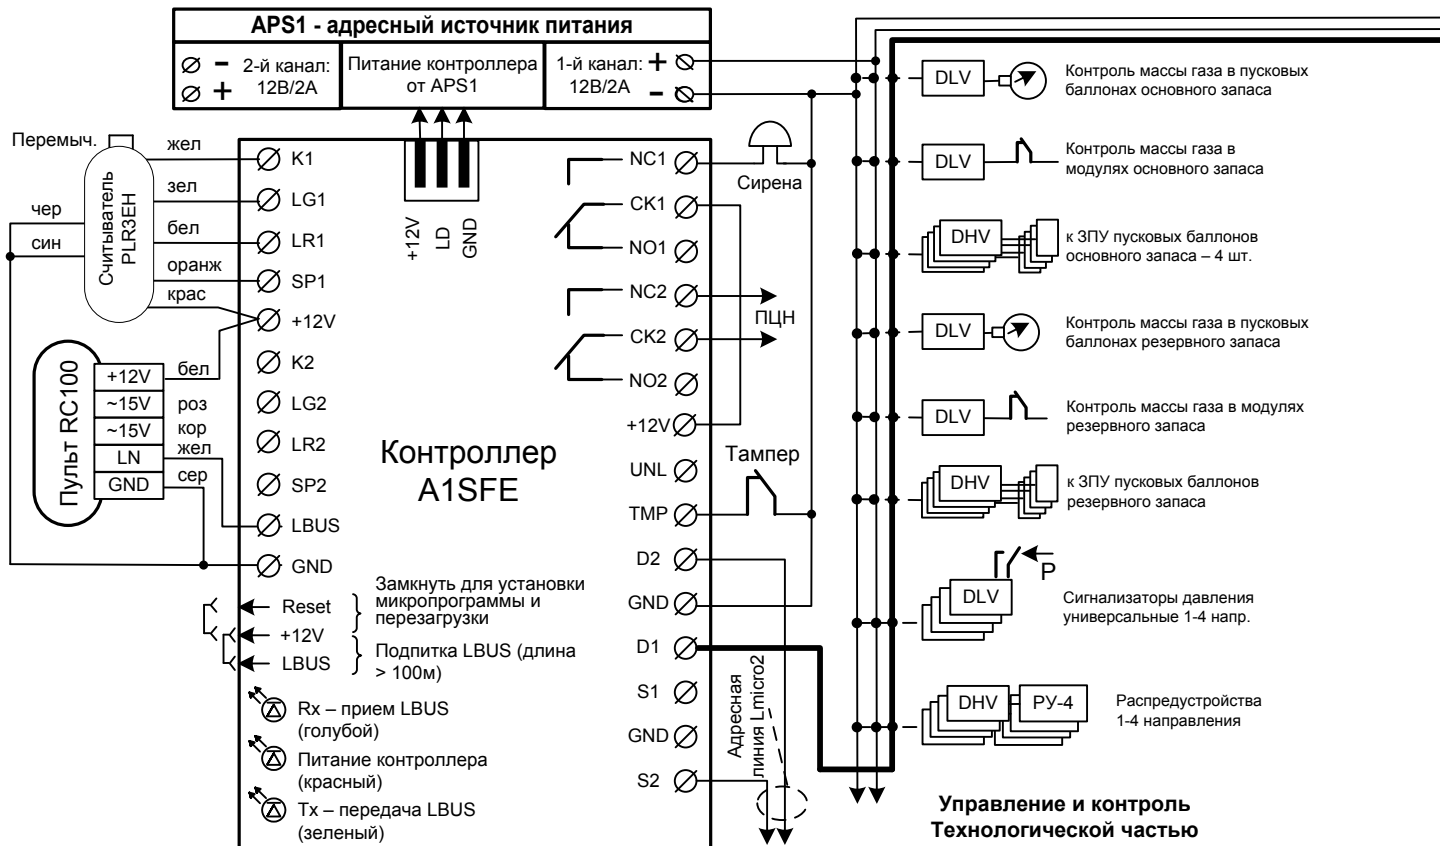 APS1 - адресный источник питания
– 2-й канал:
+ 12В/2А
Питание контроллера
от APS1
1-й канал: +
12В/2А –
Перемыч.
Считыватель
PLR3EH
жел
зел
бел
оранж
крас
чер
син
Пульт RC100
+12V
~15V
~15V
LN
GND
бел
роз
кор
жел
сер
K1
LG1
LR1
SP1
+12V
K2
LG2
LR2
SP2
LBUS
GND
Reset
+12V
LBUS
Замкнуть для установки
микропрограммы и
перезагрузки
Подпитка LBUS (длина
> 100м)
Rx – прием LBUS
(голубой)
Питание контроллера
(красный)
Tx – передача LBUS
(зеленый)
+12V
LD
GND
Контроллер
A1SFE
NC1
CK1
NO1
NC2
CK2
NO2
+12V
UNL
TMP
D2
GND
D1
S1
GND
S2
Сирена
ПЦН
Тампер
Адресная
линия Lmicro2
DLV
Контроль массы газа в пусковых
баллонах основного запаса
DLV
Контроль массы газа в
модулях основного запаса
DHV
к ЗПУ пусковых баллонов
основного запаса – 4 шт.
DLV
Контроль массы газа в пусковых
баллонах резервного запаса
DLV
Контроль массы газа в модулях
резервного запаса
DHV
к ЗПУ пусковых баллонов
резервного запаса
P
DLV
Сигнализаторы давления
универсальные 1-4 напр.
DHV
РУ-4
Распредустройства
1-4 направления
Управление и контроль
Технологической частью